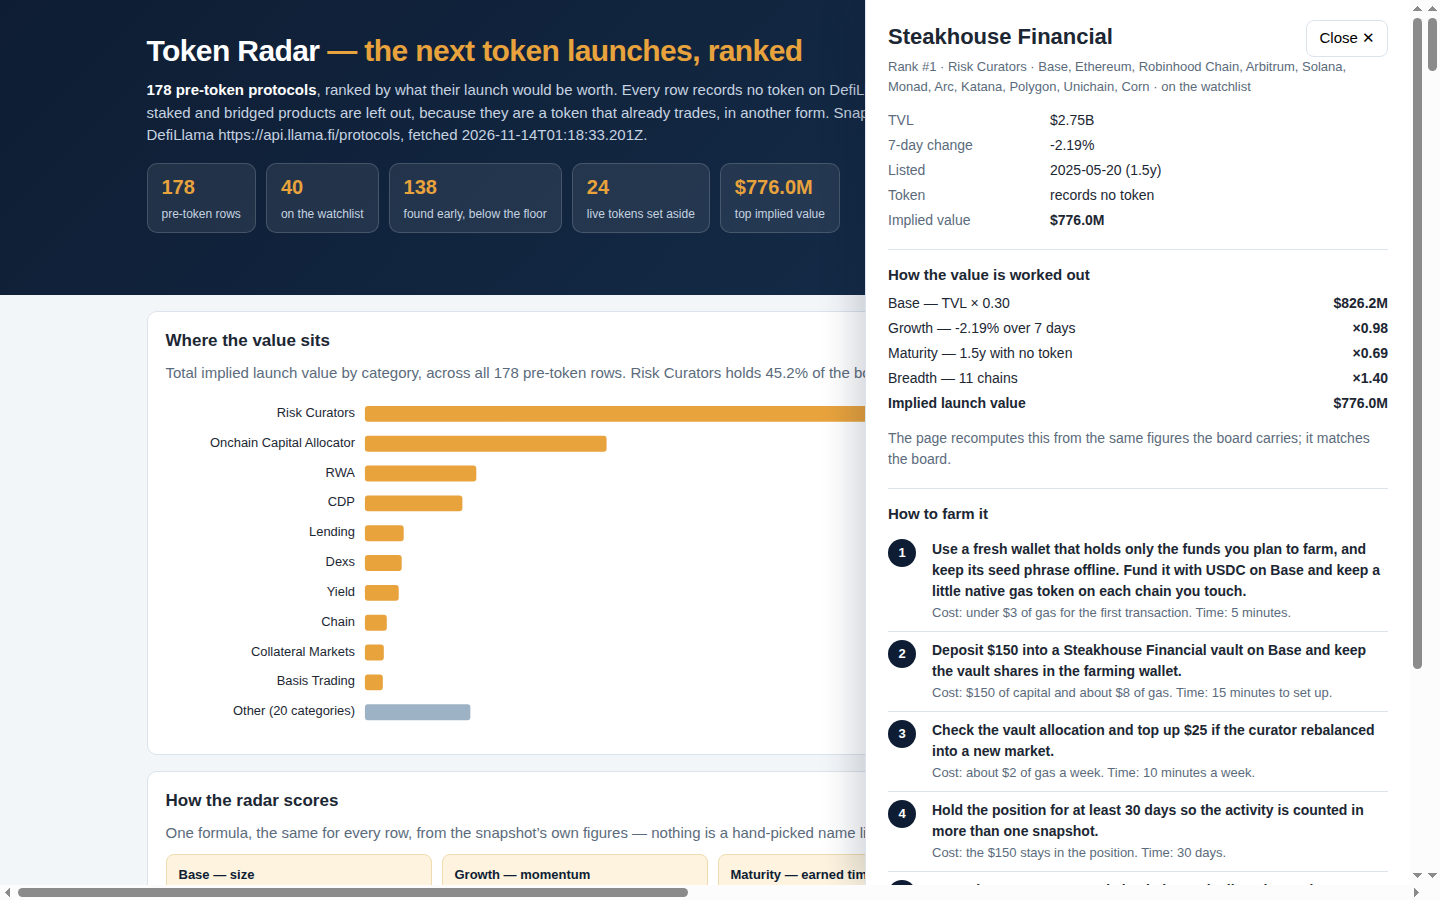 Token Radar — the next token launches, ranked
178 pre-token protocols, ranked by what their launch would be worth. Every row records no token on DefiL
staked and bridged products are left out, because they are a token that already trades, in another form. Snap
DefiLlama https://api.llama.fi/protocols, fetched 2026-11-14T01:18:33.201Z.
178
pre-token rows
40
on the watchlist
138
found early, below the floor
24
live tokens set aside
$776.0M
top implied value
Where the value sits
Total implied launch value by category, across all 178 pre-token rows. Risk Curators holds 45.2% of the bo
Risk Curators
Onchain Capital Allocator
RWA
CDP
Lending
Dexs
Yield
Chain
Collateral Markets
Basis Trading
Other (20 categories)
How the radar scores
One formula, the same for every row, from the snapshot's own figures — nothing is a hand-picked name li
Base — size
Growth — momentum
Maturity — earned tim
Steakhouse Financial
Close ✕
Rank #1 · Risk Curators · Base, Ethereum, Robinhood Chain, Arbitrum, Solana,
Monad, Arc, Katana, Polygon, Unichain, Corn · on the watchlist
TVL $2.75B
7-day change -2.19%
Listed 2025-05-20 (1.5y)
Token records no token
Implied value $776.0M
How the value is worked out
Base — TVL × 0.30 $826.2M
Growth — -2.19% over 7 days ×0.98
Maturity — 1.5y with no token ×0.69
Breadth — 11 chains ×1.40
Implied launch value $776.0M
The page recomputes this from the same figures the board carries; it matches
the board.
How to farm it
1
Use a fresh wallet that holds only the funds you plan to farm, and
keep its seed phrase offline. Fund it with USDC on Base and keep a
little native gas token on each chain you touch.
Cost: under $3 of gas for the first transaction. Time: 5 minutes.
2
Deposit $150 into a Steakhouse Financial vault on Base and keep
the vault shares in the farming wallet.
Cost: $150 of capital and about $8 of gas. Time: 15 minutes to set up.
3
Check the vault allocation and top up $25 if the curator rebalanced
into a new market.
Cost: about $2 of gas a week. Time: 10 minutes a week.
4
Hold the position for at least 30 days so the activity is counted in
more than one snapshot.
Cost: the $150 stays in the position. Time: 30 days.